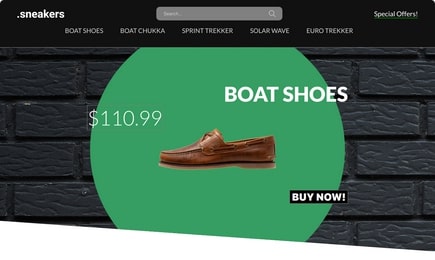 .sneakers
Search...
Special Offers!
BOAT SHOES
BOAT CHUKKA
SPRINT TREKKER
SOLAR WAVE
EURO TREKKER
BOAT SHOES
$110.99
BUY NOW!